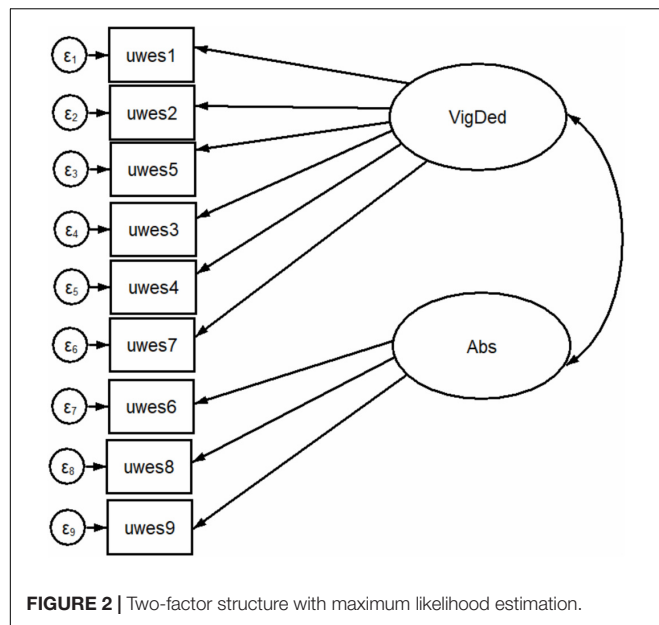 ε1 uwes1
ε2 uwes2
ε3 uwes5
ε4 uwes3
ε5 uwes4
ε6 uwes7
ε7 uwes6
ε8 uwes8
ε9 uwes9
VigDed
Abs
FIGURE 2 | Two-factor structure with maximum likelihood estimation.